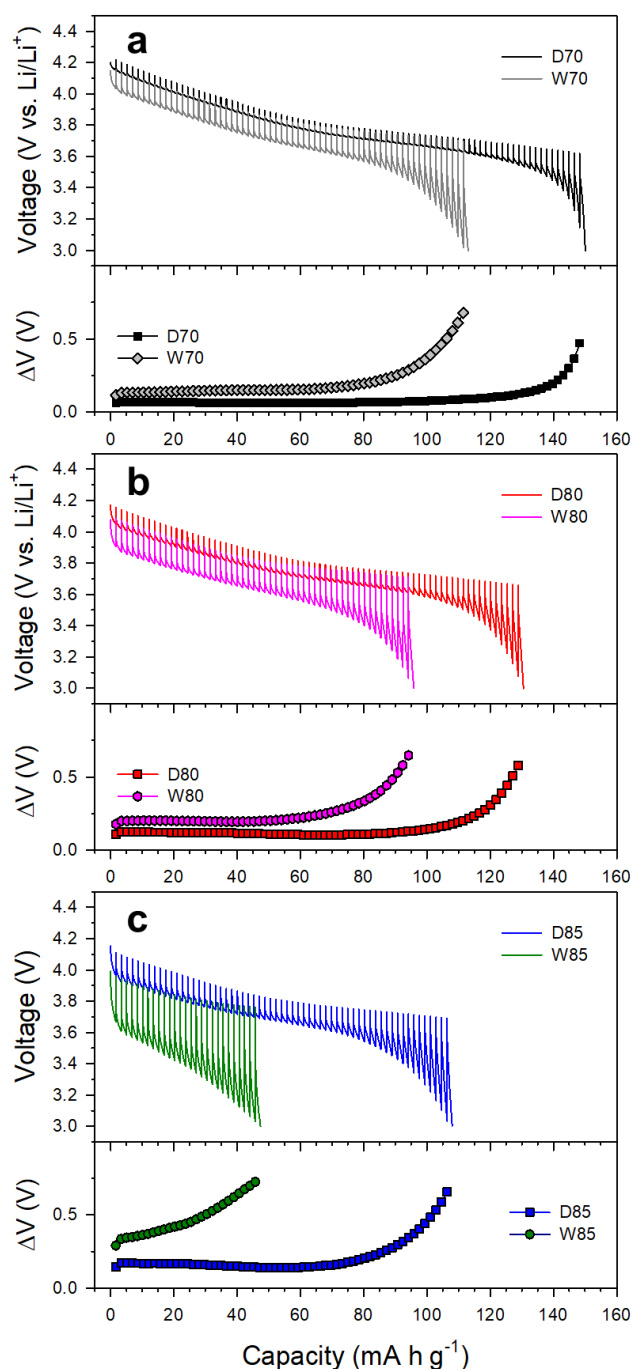 a
D70
W70
Voltage (V vs. Li/Li⁺)
4.4
4.2
4.0
3.8
3.6
3.4
3.2
3.0
ΔV (V)
0.5
0.0
D70
W70
0 20 40 60 80 100 120 140 160
b
D80
W80
Voltage (V vs. Li/Li⁺)
4.4
4.2
4.0
3.8
3.6
3.4
3.2
3.0
ΔV (V)
0.5
0.0
D80
W80
0 20 40 60 80 100 120 140 160
c
D85
W85
Voltage (V)
4.4
4.2
4.0
3.8
3.6
3.4
3.2
3.0
ΔV (V)
0.5
0.0
D85
W85
0 20 40 60 80 100 120 140 160
Capacity (mA h g⁻¹)